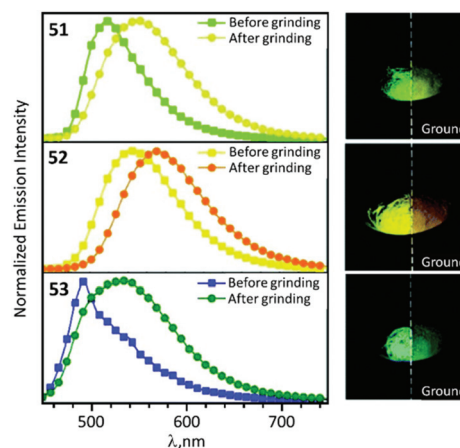 51
Before grinding
After grinding
Ground
52
Before grinding
After grinding
Ground
53
Before grinding
After grinding
Ground
Normalized Emission Intensity
500 600 700
λ,nm